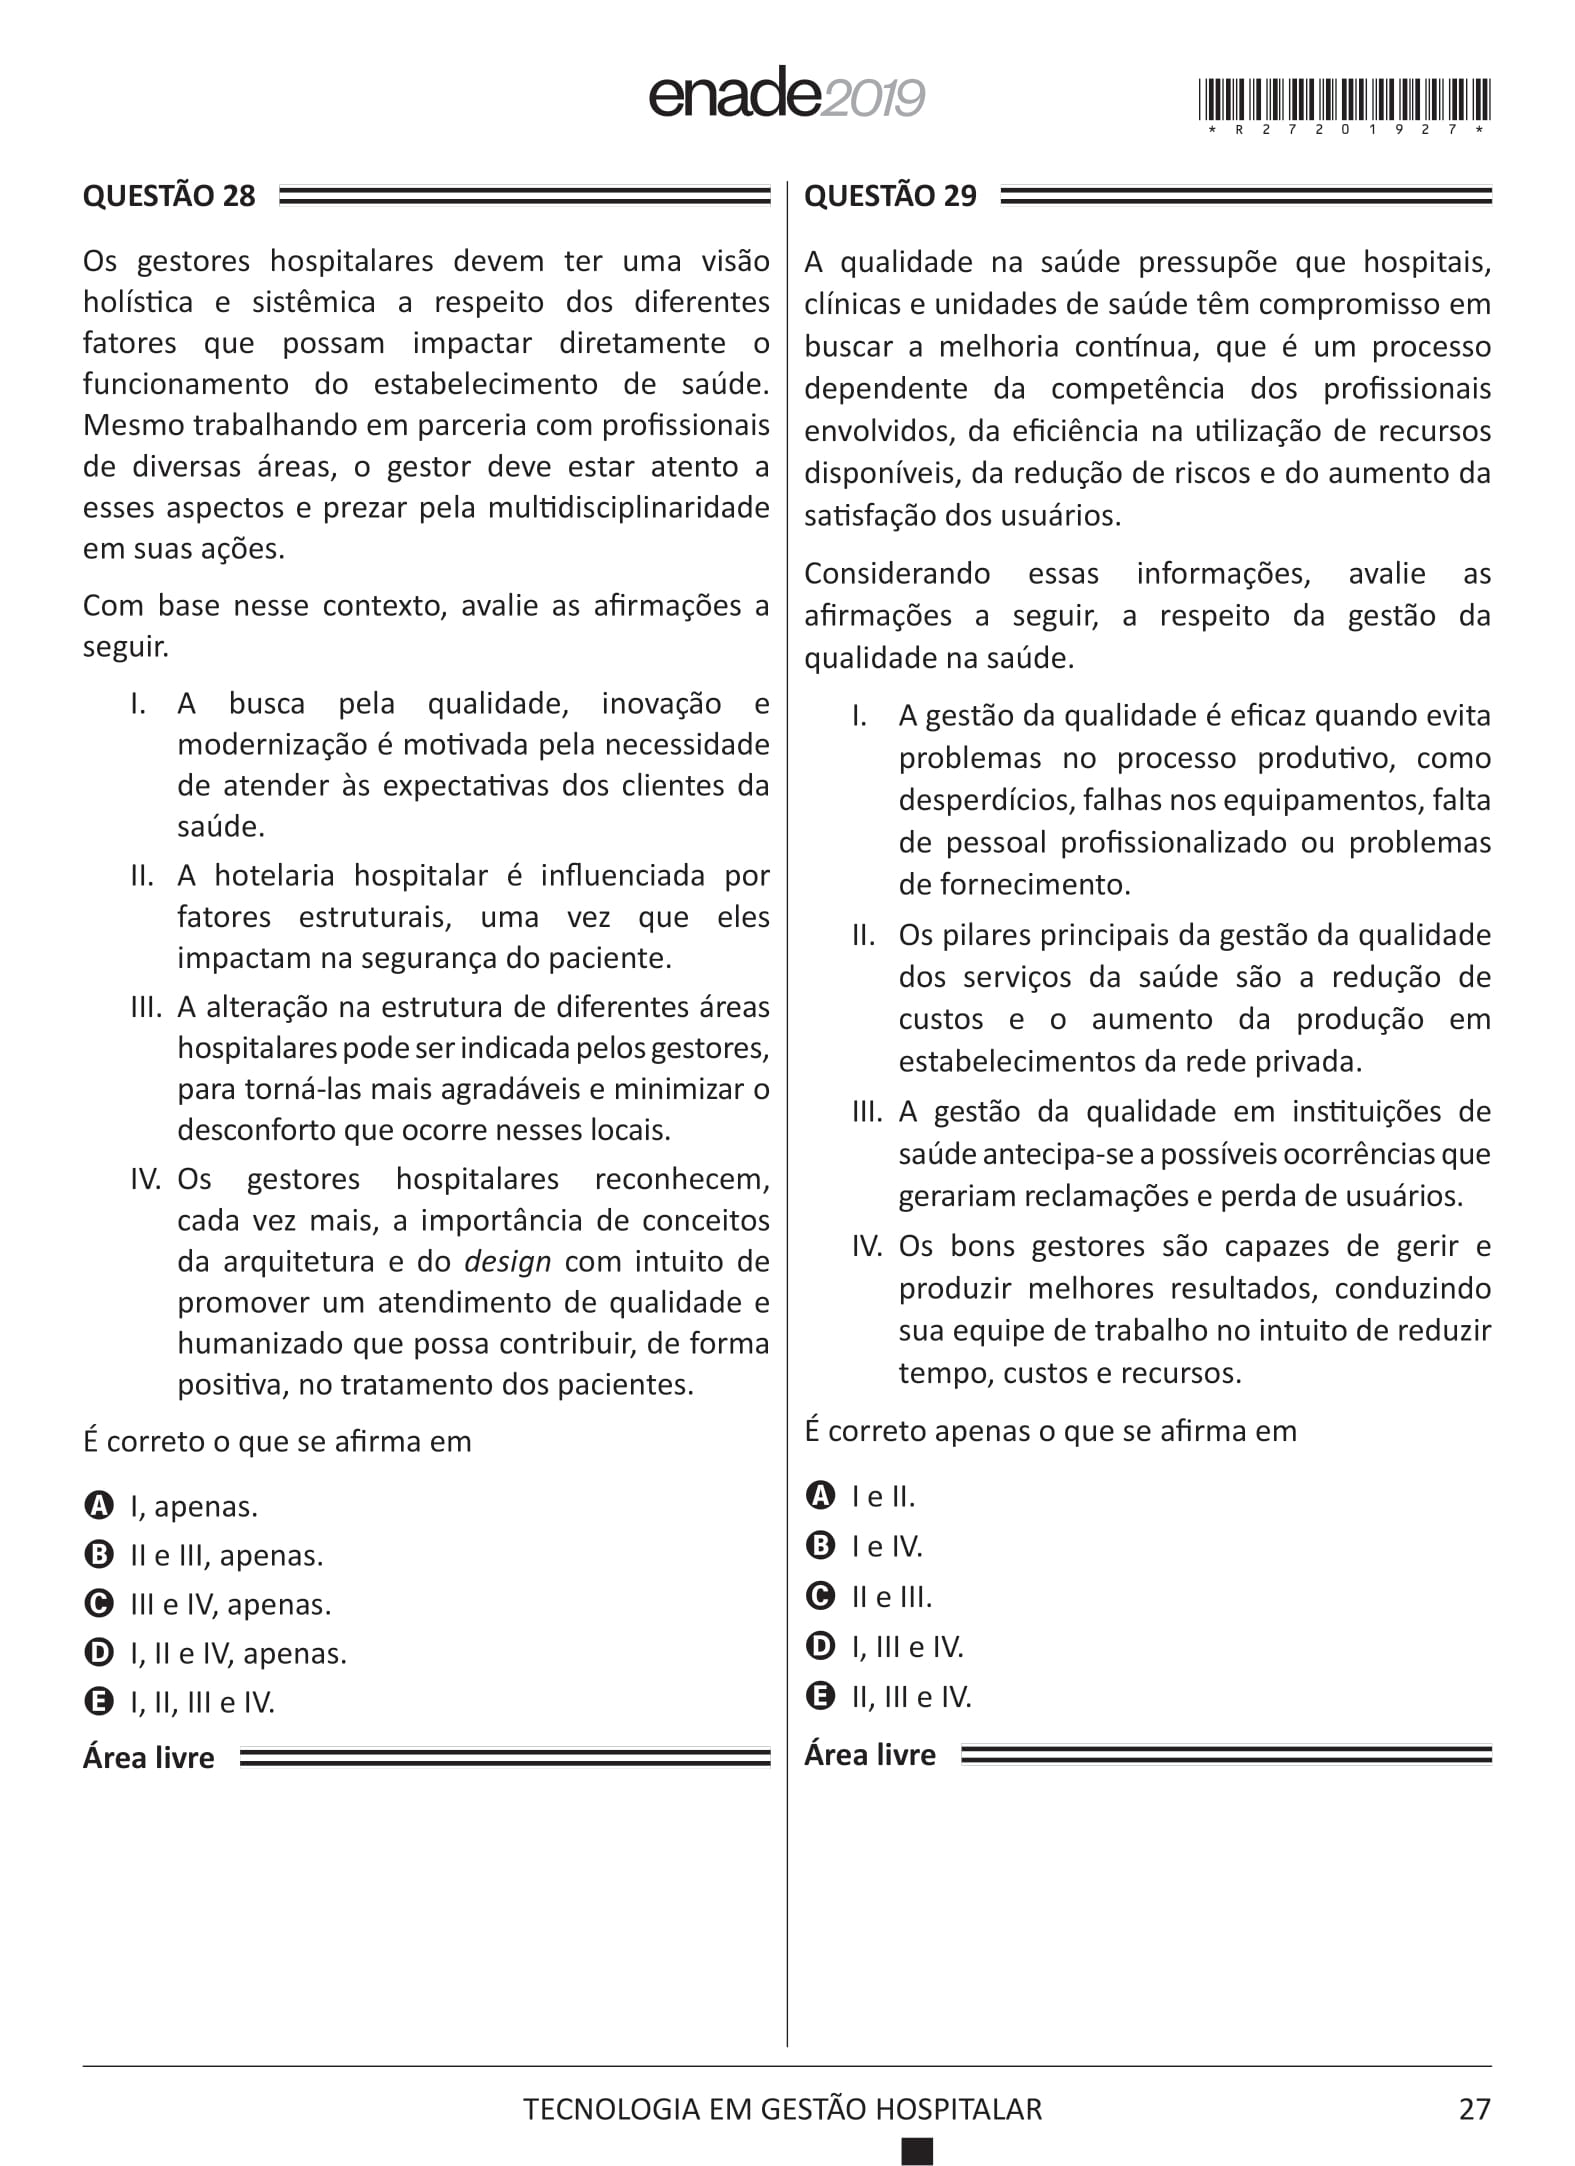 enade2019
* R 2 7 2 0 1 9 2 7 *
QUESTÃO 28
Os gestores hospitalares devem ter uma visão
holística e sistêmica a respeito dos diferentes
fatores que possam impactar diretamente o
funcionamento do estabelecimento de saúde.
Mesmo trabalhando em parceria com profissionais
de diversas áreas, o gestor deve estar atento a
esses aspectos e prezar pela multidisciplinaridade
em suas ações.
Com base nesse contexto, avalie as afirmações a
seguir.
I. A busca pela qualidade, inovação e
modernização é motivada pela necessidade
de atender às expectativas dos clientes da
saúde.
II. A hotelaria hospitalar é influenciada por
fatores estruturais, uma vez que eles
impactam na segurança do paciente.
III. A alteração na estrutura de diferentes áreas
hospitalares pode ser indicada pelos gestores,
para torná-las mais agradáveis e minimizar o
desconforto que ocorre nesses locais.
IV. Os gestores hospitalares reconhecem,
cada vez mais, a importância de conceitos
da arquitetura e do design com intuito de
promover um atendimento de qualidade e
humanizado que possa contribuir, de forma
positiva, no tratamento dos pacientes.
É correto o que se afirma em
A I, apenas.
B II e III, apenas.
C III e IV, apenas.
D I, II e IV, apenas.
E I, II, III e IV.
Área livre
QUESTÃO 29
A qualidade na saúde pressupõe que hospitais,
clínicas e unidades de saúde têm compromisso em
buscar a melhoria contínua, que é um processo
dependente da competência dos profissionais
envolvidos, da eficiência na utilização de recursos
disponíveis, da redução de riscos e do aumento da
satisfação dos usuários.
Considerando essas informações, avalie as
afirmações a seguir, a respeito da gestão da
qualidade na saúde.
I. A gestão da qualidade é eficaz quando evita
problemas no processo produtivo, como
desperdícios, falhas nos equipamentos, falta
de pessoal profissionalizado ou problemas
de fornecimento.
II. Os pilares principais da gestão da qualidade
dos serviços da saúde são a redução de
custos e o aumento da produção em
estabelecimentos da rede privada.
III. A gestão da qualidade em instituições de
saúde antecipa-se a possíveis ocorrências que
gerariam reclamações e perda de usuários.
IV. Os bons gestores são capazes de gerir e
produzir melhores resultados, conduzindo
sua equipe de trabalho no intuito de reduzir
tempo, custos e recursos.
É correto apenas o que se afirma em
A I e II.
B I e IV.
C II e III.
D I, III e IV.
E II, III e IV.
Área livre
TECNOLOGIA EM GESTÃO HOSPITALAR
27